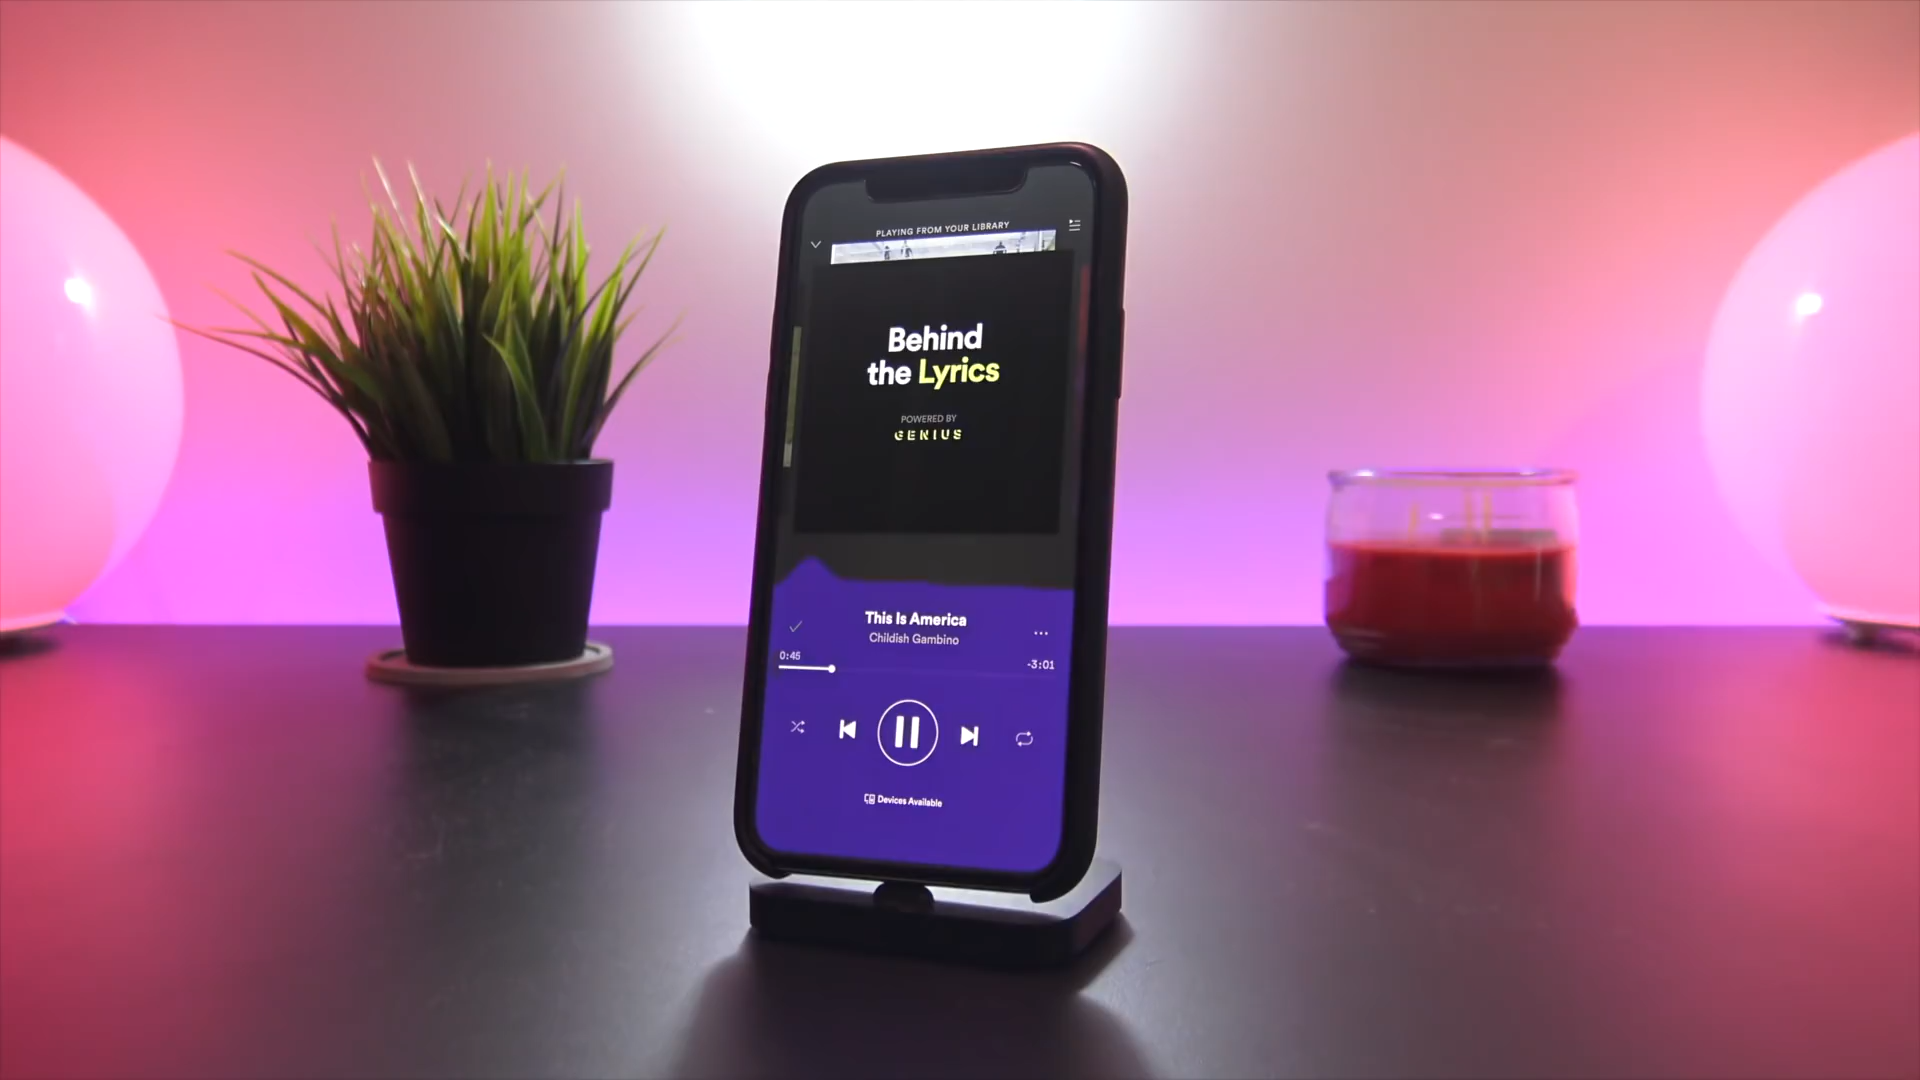 PLAYING FROM YOUR LIBRARY
Behind
the Lyrics
POWERED BY
GENIUS
This Is America
Childish Gambino
0:45
-3:01
Devices Available